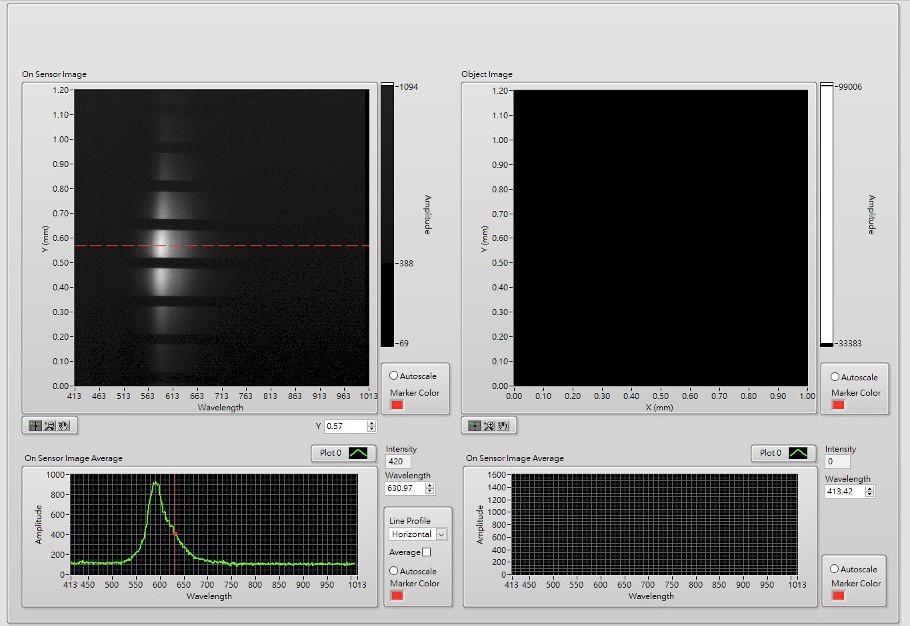 On Sensor Image
1.20
1.10
1.00
0.90
0.80
0.70
0.60
0.50
0.40
0.30
0.20
0.10
0.00
Y (mm)
413 463 513 563 613 663 713 763 813 863 913 963 1013
Wavelength
1094
388
69
Amplitude
Autoscale
Marker Color
Y 0.57
Object Image
1.20
1.10
1.00
0.90
0.80
0.70
0.60
0.50
0.40
0.30
0.20
0.10
0.00
Y (mm)
0.00 0.10 0.20 0.30 0.40 0.50 0.60 0.70 0.80 0.90 1.00
X (mm)
99006
33383
Amplitude
Autoscale
Marker Color
On Sensor Image Average
Plot 0
1000
800
600
400
200
0
Amplitude
413 450 500 550 600 650 700 750 800 850 900 950 1013
Wavelength
Intensity
420
Wavelength
630.97
Line Profile
Horizontal
Average
Autoscale
Marker Color
On Sensor Image Average
Plot 0
1600
1400
1200
1000
800
600
400
200
0
Amplitude
413 450 500 550 600 650 700 750 800 850 900 950 1013
Wavelength
Intensity
0
Wavelength
413.42
Autoscale
Marker Color